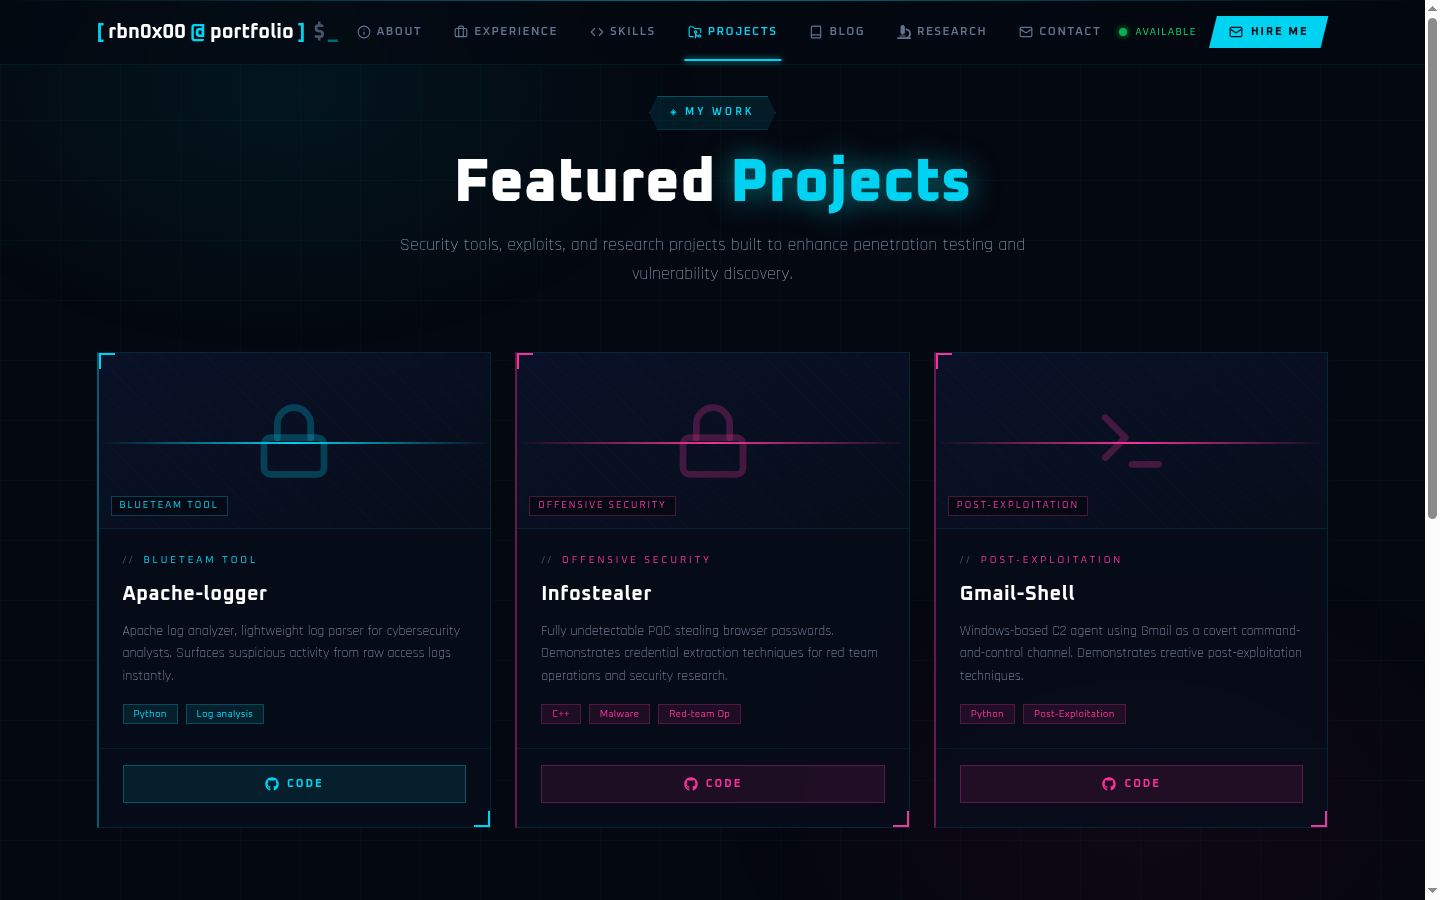 [ rbn0x00 @ portfolio ] $_
ABOUT
EXPERIENCE
SKILLS
PROJECTS
BLOG
RESEARCH
CONTACT
AVAILABLE
HIRE ME
MY WORK
Featured Projects
Security tools, exploits, and research projects built to enhance penetration testing and
vulnerability discovery.
BLUETEAM TOOL
// BLUETEAM TOOL
Apache-logger
Apache log analyzer, lightweight log parser for cybersecurity
analysts. Surfaces suspicious activity from raw access logs
instantly.
Python
Log analysis
CODE
OFFENSIVE SECURITY
// OFFENSIVE SECURITY
Infostealer
Fully undetectable POC stealing browser passwords.
Demonstrates credential extraction techniques for red team
operations and security research.
C++
Malware
Red-team Op
CODE
POST-EXPLOITATION
// POST-EXPLOITATION
Gmail-Shell
Windows-based C2 agent using Gmail as a covert command-
and-control channel. Demonstrates creative post-exploitation
techniques.
Python
Post-Exploitation
CODE